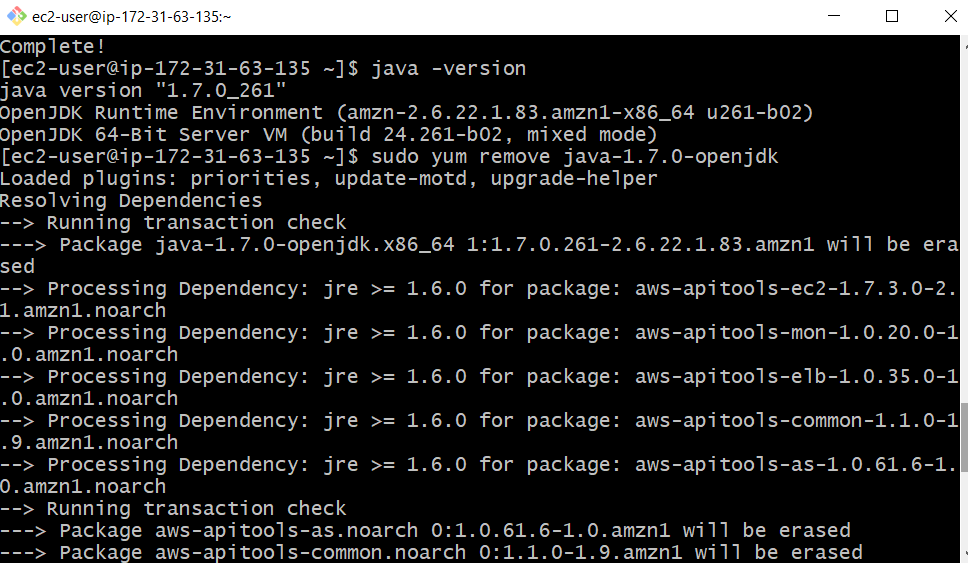 ec2-user@ip-172-31-63-135:~
Complete!
[ec2-user@ip-172-31-63-135 ~]$ java -version
java version "1.7.0_261"
OpenJDK Runtime Environment (amzn-2.6.22.1.83.amzn1-x86_64 u261-b02)
OpenJDK 64-Bit Server VM (build 24.261-b02, mixed mode)
[ec2-user@ip-172-31-63-135 ~]$ sudo yum remove java-1.7.0-openjdk
Loaded plugins: priorities, update-motd, upgrade-helper
Resolving Dependencies
--> Running transaction check
---> Package java-1.7.0-openjdk.x86_64 1:1.7.0.261-2.6.22.1.83.amzn1 will be era
sed
--> Processing Dependency: jre >= 1.6.0 for package: aws-apitools-ec2-1.7.3.0-2.
1.amzn1.noarch
--> Processing Dependency: jre >= 1.6.0 for package: aws-apitools-mon-1.0.20.0-1
.0.amzn1.noarch
--> Processing Dependency: jre >= 1.6.0 for package: aws-apitools-elb-1.0.35.0-1
.0.amzn1.noarch
--> Processing Dependency: jre >= 1.6.0 for package: aws-apitools-common-1.1.0-1
.9.amzn1.noarch
--> Processing Dependency: jre >= 1.6.0 for package: aws-apitools-as-1.0.61.6-1.
0.amzn1.noarch
--> Running transaction check
---> Package aws-apitools-as.noarch 0:1.0.61.6-1.0.amzn1 will be erased
---> Package aws-apitools-common.noarch 0:1.1.0-1.9.amzn1 will be erased